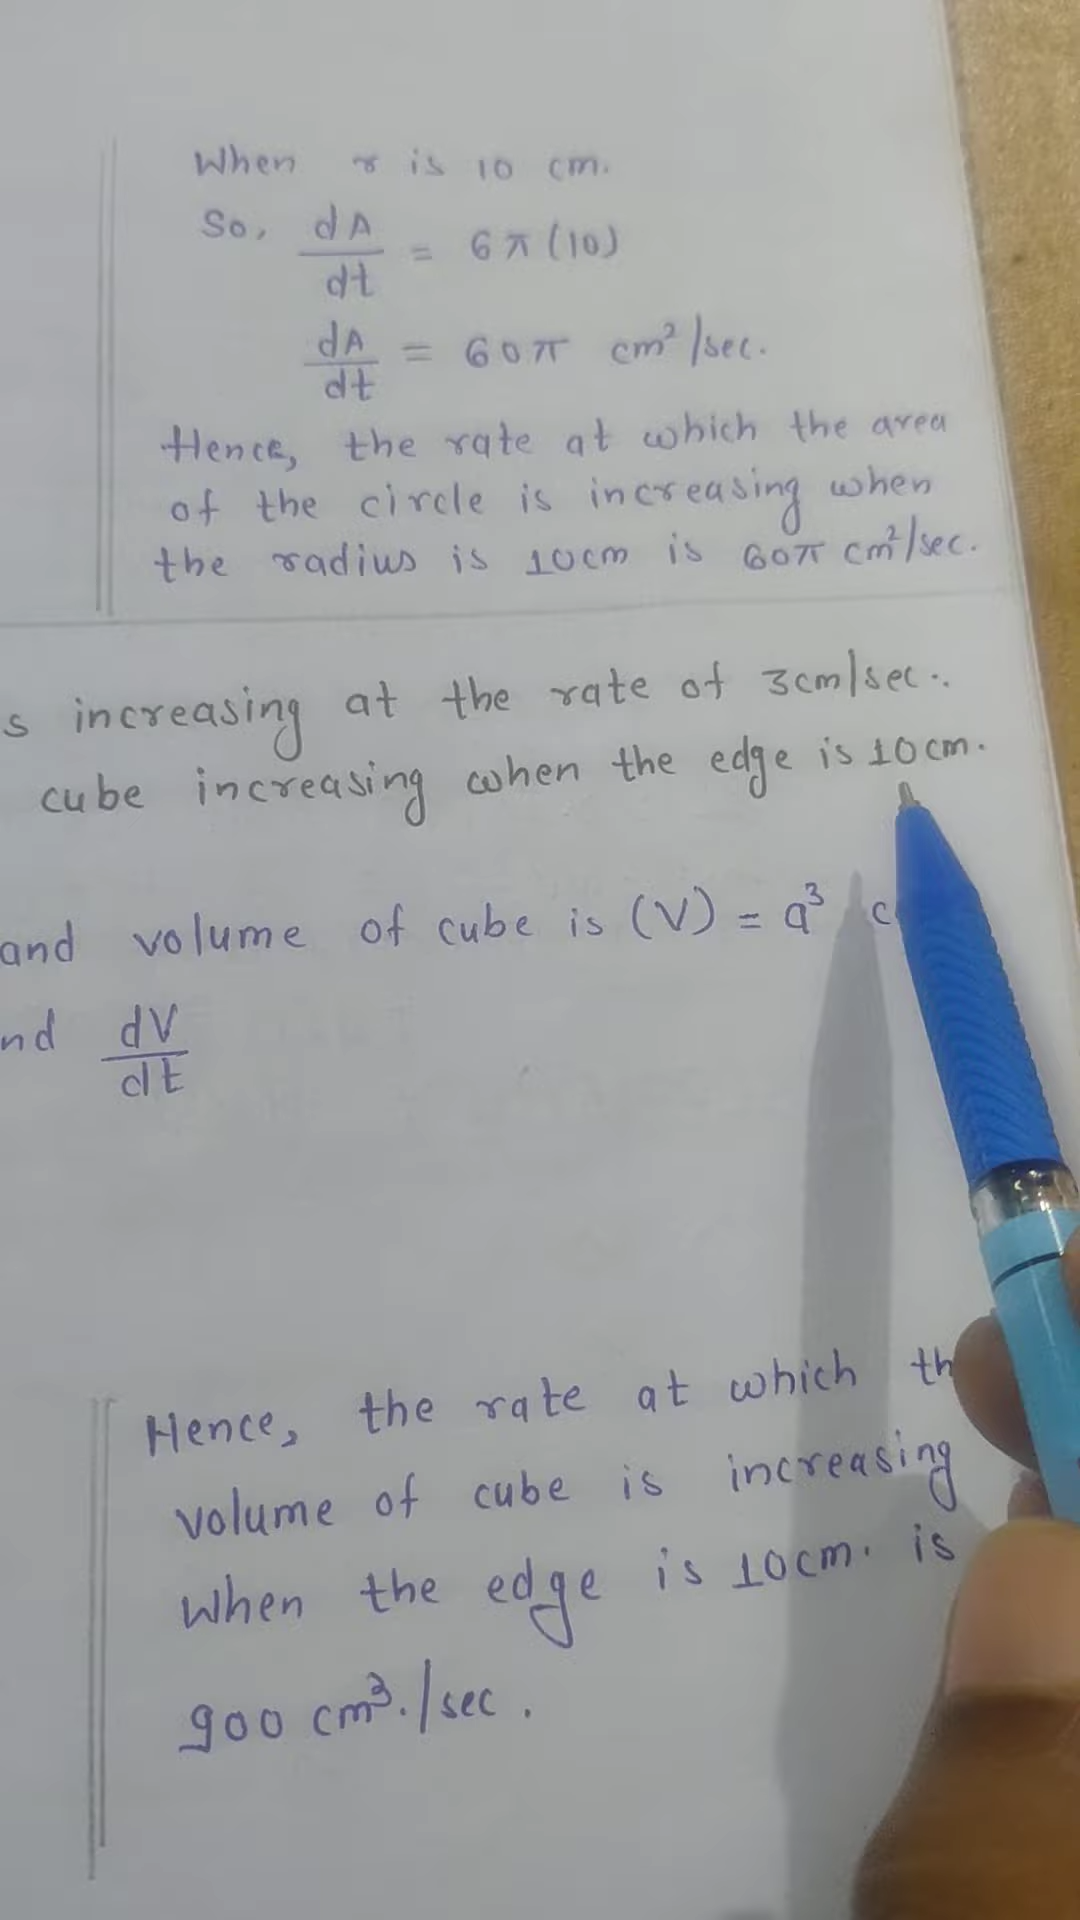 When r is 10 cm.
So, dA/dt = 6π(10)
dA/dt = 60π cm²/sec.
Hence, the rate at which the area
of the circle is increasing when
the radius is 10cm is 60π cm²/sec.
s increasing at the rate of 3cm/sec..
cube increasing when the edge is 10cm.
and volume of cube is (V) = a³ c
nd dV/dt
Hence, the rate at which th
volume of cube is increasing
when the edge is 10cm. is
900 cm³./sec.